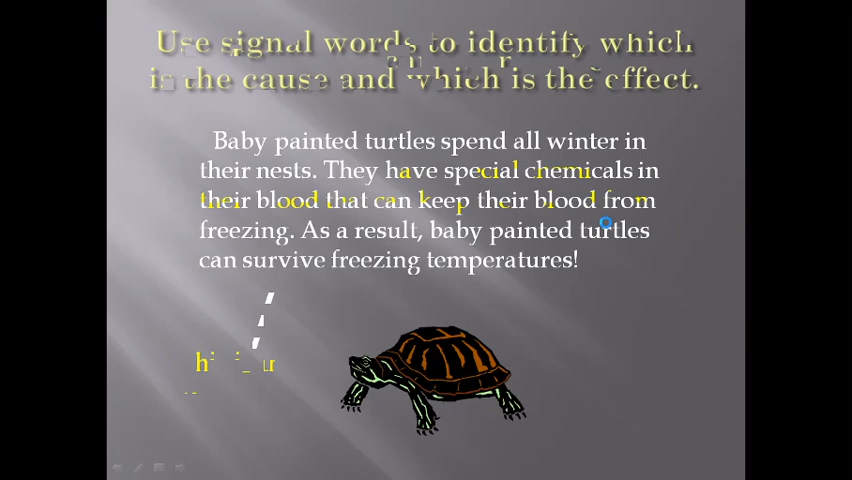 Use signal words to identify which
is the cause and which is the effect.
Baby painted turtles spend all winter in
their nests. They have special chemicals in
their blood that can keep their blood from
freezing. As a result, baby painted turtles
can survive freezing temperatures!